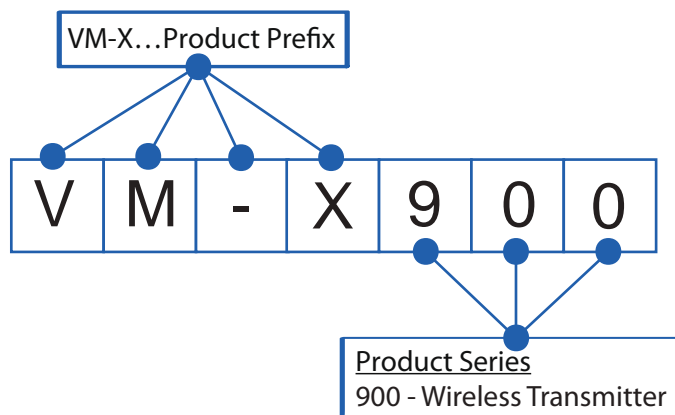 VM-X…Product Prefix
V M - X 9 0 0
Product Series
900 - Wireless Transmitter